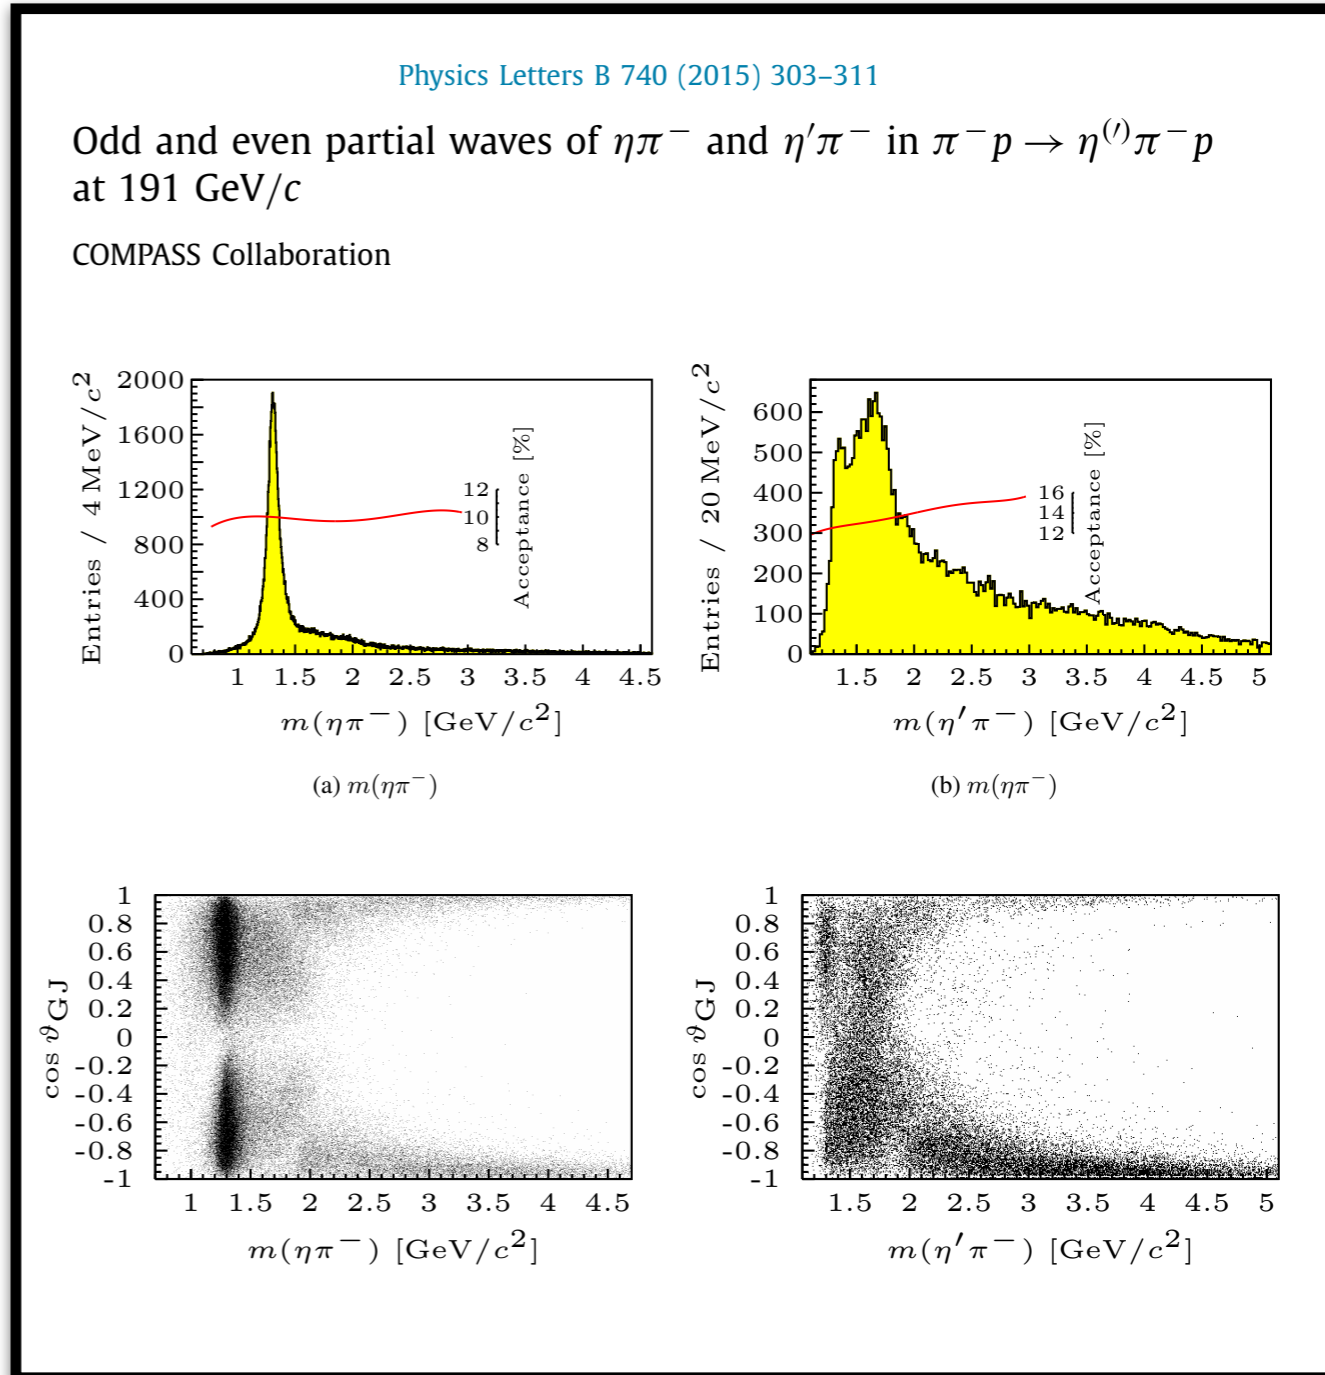 Physics Letters B 740 (2015) 303–311
Odd and even partial waves of ηπ⁻ and η′π⁻ in π⁻p → η⁽′⁾π⁻p
at 191 GeV/c
COMPASS Collaboration
Entries / 4 MeV/c²
2000
1600
1200
800
400
0
12
10
8
Acceptance [%]
1 1.5 2 2.5 3 3.5 4 4.5
m(ηπ⁻) [GeV/c²]
(a) m(ηπ⁻)
Entries / 20 MeV/c²
600
500
400
300
200
100
0
16
14
12
Acceptance [%]
1.5 2 2.5 3 3.5 4 4.5 5
m(η′π⁻) [GeV/c²]
(b) m(ηπ⁻)
cos ϑGJ
1
0.8
0.6
0.4
0.2
0
-0.2
-0.4
-0.6
-0.8
-1
1 1.5 2 2.5 3 3.5 4 4.5
m(ηπ⁻) [GeV/c²]
cos ϑGJ
1
0.8
0.6
0.4
0.2
0
-0.2
-0.4
-0.6
-0.8
-1
1.5 2 2.5 3 3.5 4 4.5 5
m(η′π⁻) [GeV/c²]